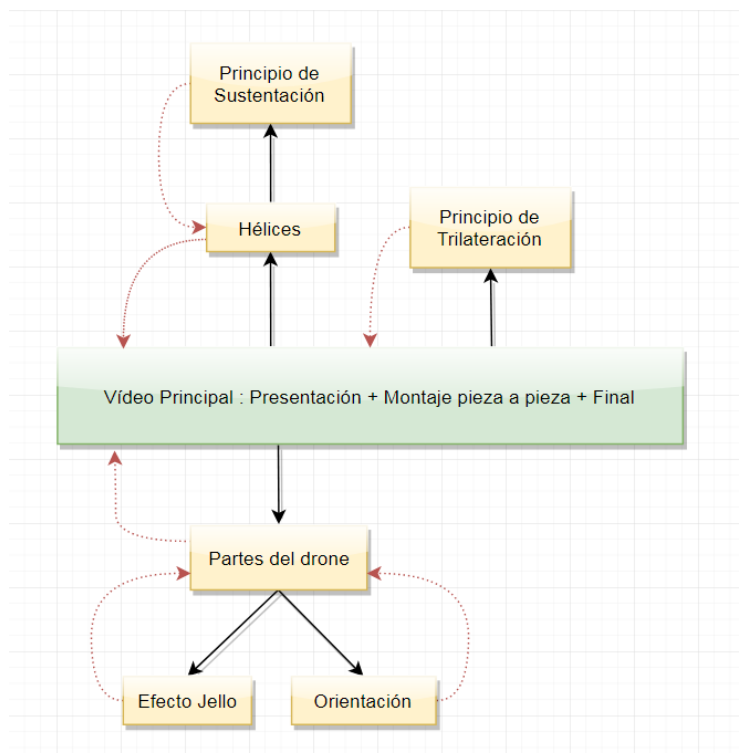 Principio de
Sustentación
Hélices
Principio de
Trilateración
Vídeo Principal : Presentación + Montaje pieza a pieza + Final
Partes del drone
Efecto Jello
Orientación